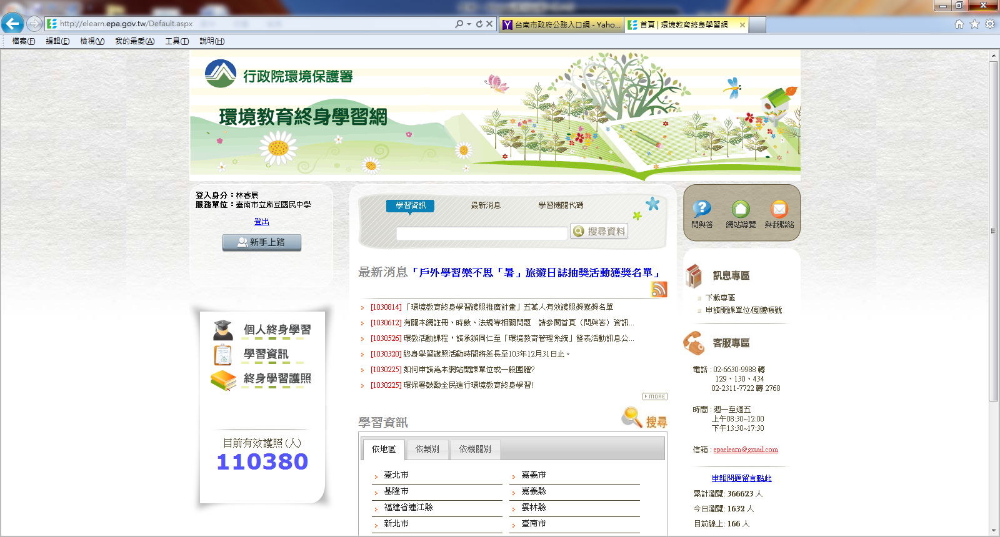 http://elearn.epa.gov.tw/Default.aspx
台南市政府公務入口網 - Yaho...
首頁 | 環境教育終身學習網
檔案(F) 編輯(E) 檢視(V) 我的最愛(A) 工具(T) 說明(H)
行政院環境保護署
環境教育終身學習網
登入身分：林睿展
服務單位：臺南市立麻豆國民中學
登出
新手上路
個人終身學習
學習資訊
終身學習護照
目前有效護照(人)
110380
學習資訊 最新消息 學習機關代碼
搜尋資料
最新消息「戶外學習樂不思「暑」旅遊日誌抽獎活動獲獎名單」
[1030814] 「環境教育終身學習護照推廣計畫」五萬人有效護照獎獲獎名單
[1030612] 有關本網註冊、時數、法規等相關問題　請參閱首頁（問與答）資訊...
[1030526] 環教活動課程，請承辦同仁至「環境教育管理系統」發表活動訊息公...
[1030320] 終身學習護照活動時間將延長至103年12月31日止。
[1030225] 如何申請為本網站開課單位或一般團體?
[1030225] 環保署鼓勵全民進行環境教育終身學習!
MORE
學習資訊
搜尋
依地區 依類別 依機關別
臺北市 嘉義市
基隆市 嘉義縣
福建省連江縣 雲林縣
新北市 臺南市
問與答 網站導覽 與我聯絡
訊息專區
下載專區
申請開課單位/團體帳號
客服專區
電話 : 02-6630-9988 轉
129、130、434
02-2311-7722 轉 2768
時間 : 週一至週五
上午08:30~12:00
下午13:30~17:30
信箱 : epaelearn@gmail.com
申報問題留言點此
累計瀏覽: 366623 人
今日瀏覽: 1632 人
目前線上: 166 人